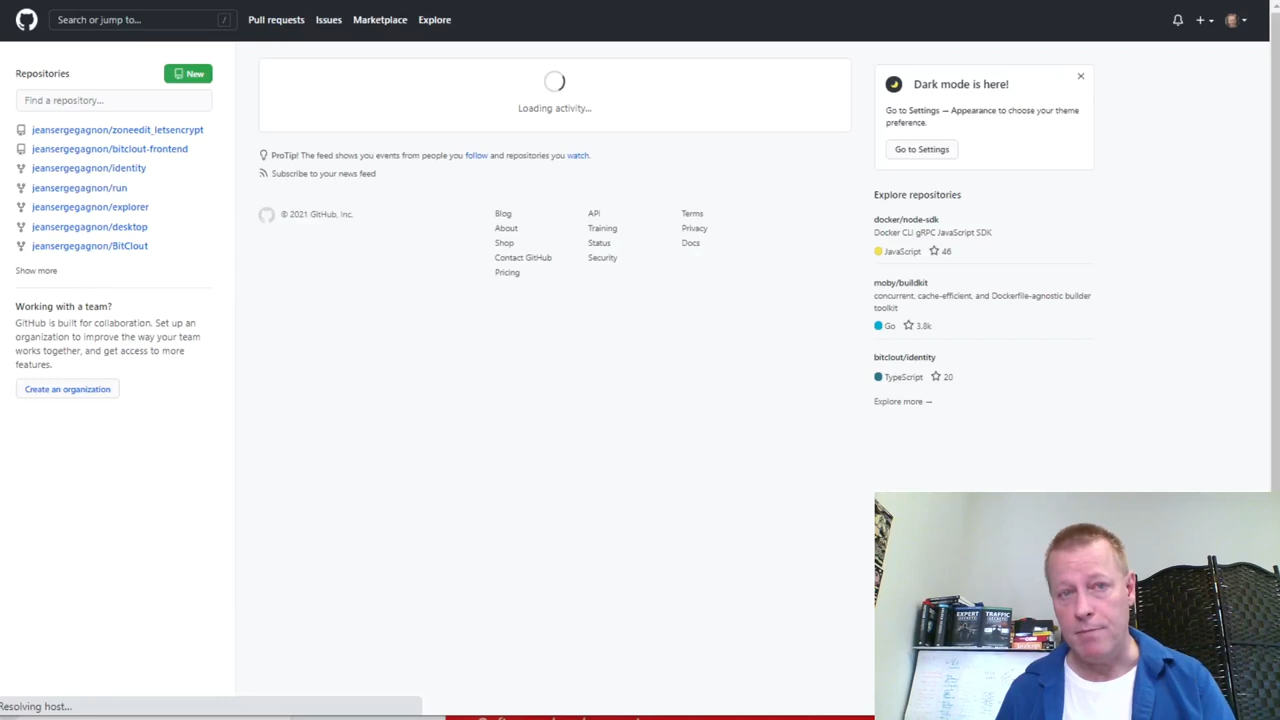 Search or jump to...
/
Pull requests
Issues
Marketplace
Explore
Repositories
New
Find a repository...
jeansergegagnon/zoneedit_letsencrypt
jeansergegagnon/bitclout-frontend
jeansergegagnon/identity
jeansergegagnon/run
jeansergegagnon/explorer
jeansergegagnon/desktop
jeansergegagnon/BitClout
Show more
Working with a team?
GitHub is built for collaboration. Set up an
organization to improve the way your team
works together, and get access to more
features.
Create an organization
Loading activity...
ProTip! The feed shows you events from people you follow and repositories you watch.
Subscribe to your news feed
© 2021 GitHub, Inc.
Blog
About
Shop
Contact GitHub
Pricing
API
Training
Status
Security
Terms
Privacy
Docs
Dark mode is here!
Go to Settings — Appearance to choose your theme
preference.
Go to Settings
Explore repositories
docker/node-sdk
Docker CLI gRPC JavaScript SDK
JavaScript 46
moby/buildkit
concurrent, cache-efficient, and Dockerfile-agnostic builder
toolkit
Go 3.8k
bitclout/identity
TypeScript 20
Explore more →
EXPERT
SECRETS
TRAFFIC
SECRETS
Resolving host...